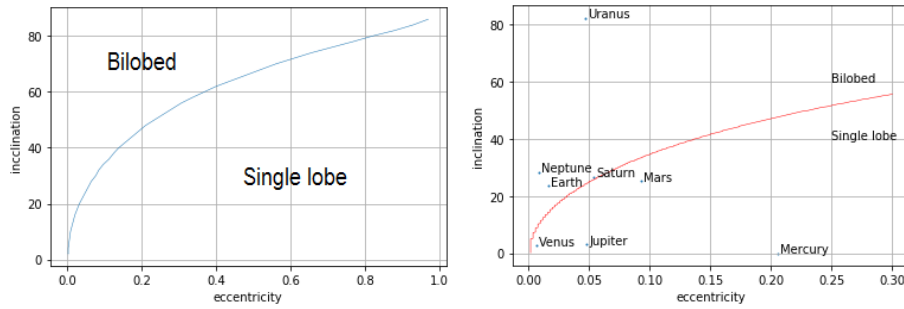 80
60
40
20
0
incclination
Bilobed
Single lobe
0.0 0.2 0.4 0.6 0.8 1.0
eccentricity
80
60
40
20
0
inclination
Uranus
Bilobed
Single lobe
Neptune
Earth
Saturn
Mars
Venus
Jupiter
Mercury
0.00 0.05 0.10 0.15 0.20 0.25 0.30
eccentricity